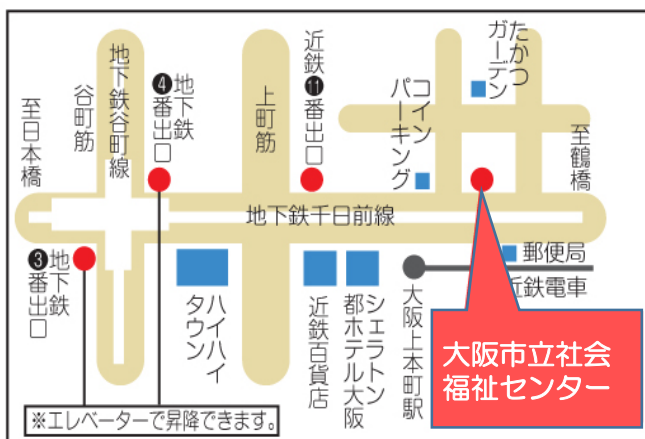 至日本橋
谷町筋
地下鉄谷町線
地下鉄
❹番出口
上町筋
近鉄⓫番出口
コイン
パーキング
たかつ
ガーデン
至鶴橋
地下鉄千日前線
地下鉄
❸番出口
ハイハイ
タウン
近鉄百貨店
シェラトン
都ホテル大阪
大阪上本町駅
郵便局
近鉄電車
大阪市立社会
福祉センター
※エレベーターで昇降できます。